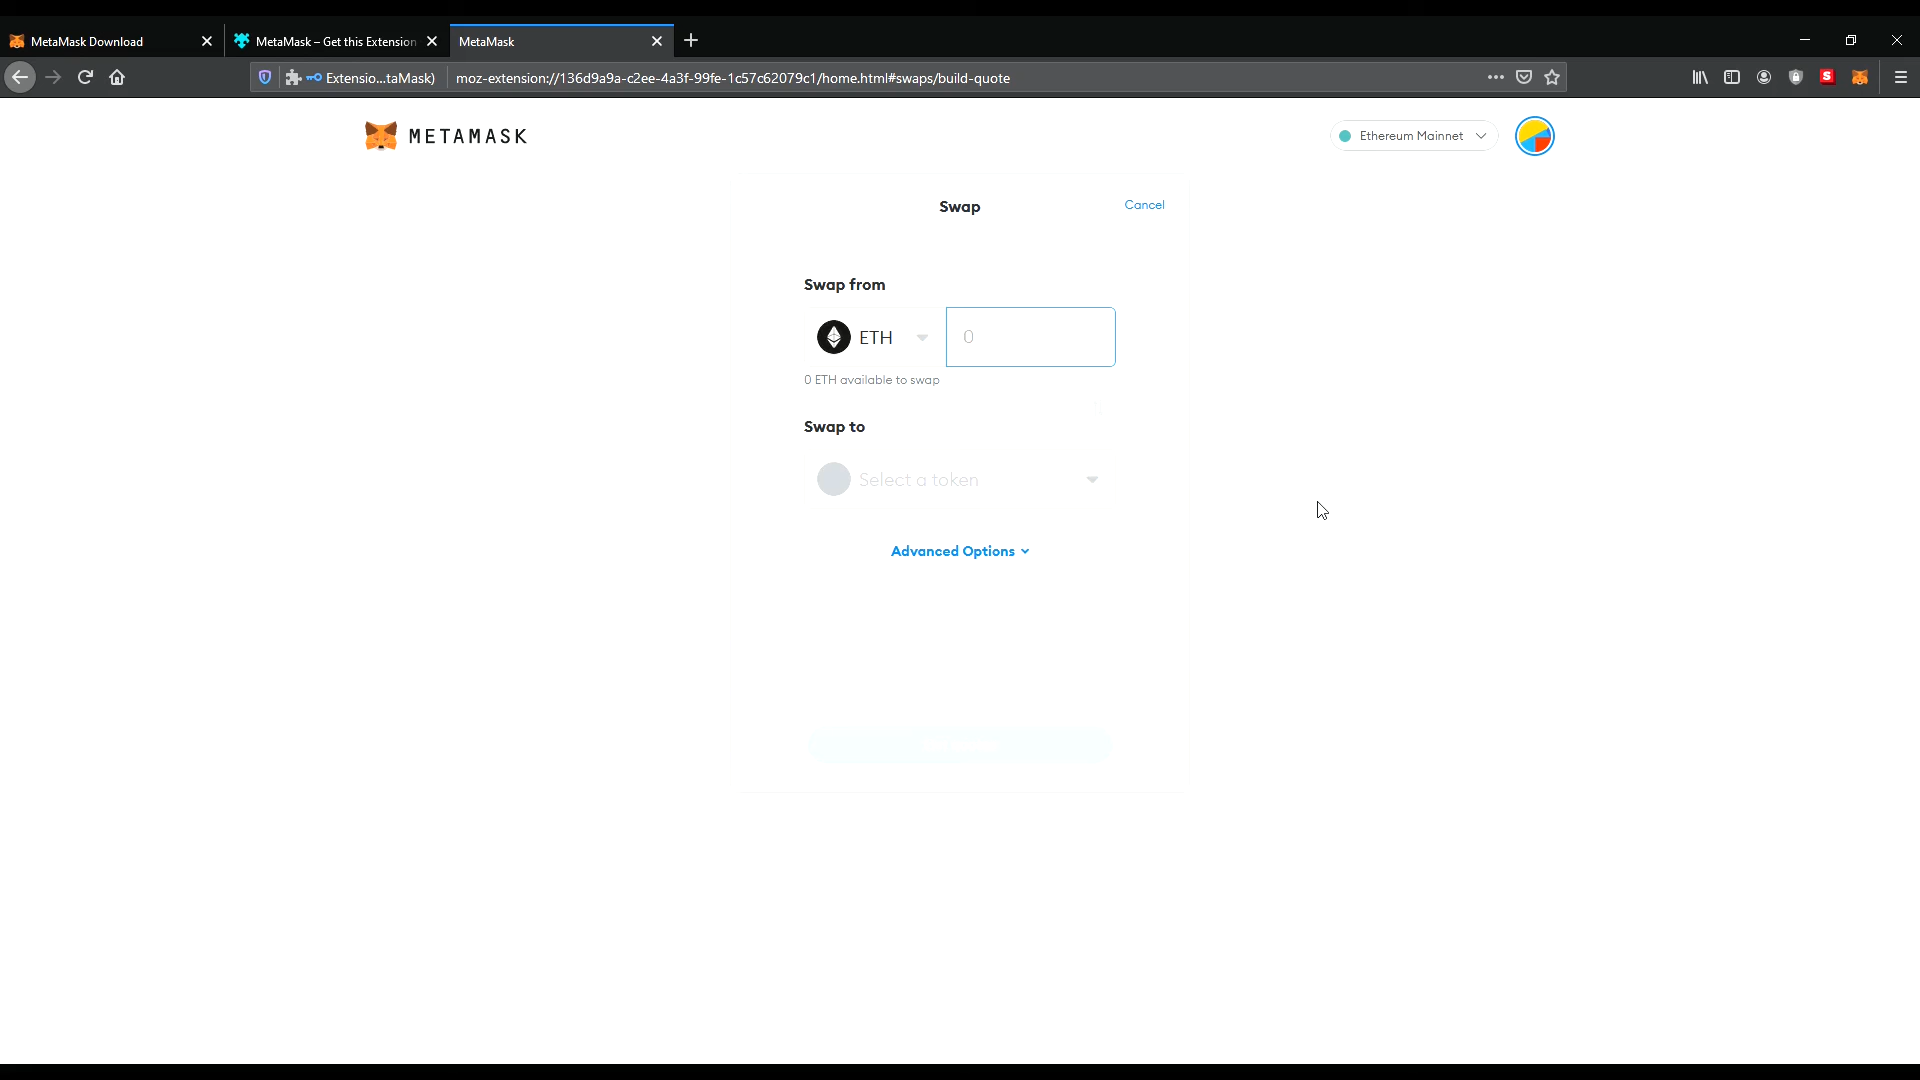 MetaMask Download
MetaMask – Get this Extension
MetaMask
Extensio...taMask)
moz-extension://136d9a9a-c2ee-4a3f-99fe-1c57c62079c1/home.html#swaps/build-quote
S
METAMASK
Ethereum Mainnet
Swap
Cancel
Swap from
ETH
0
0 ETH available to swap
Swap to
Select a token
Advanced Options